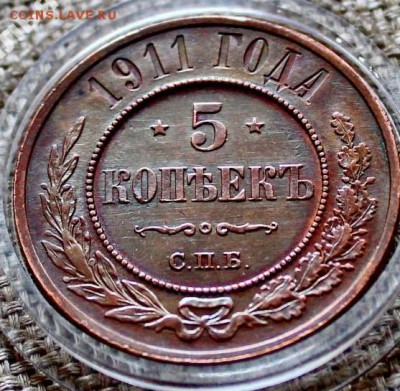 COINS.LAVE.RU
1911 ГОДА
5
КОПѢЕКЪ
С.П.Б.